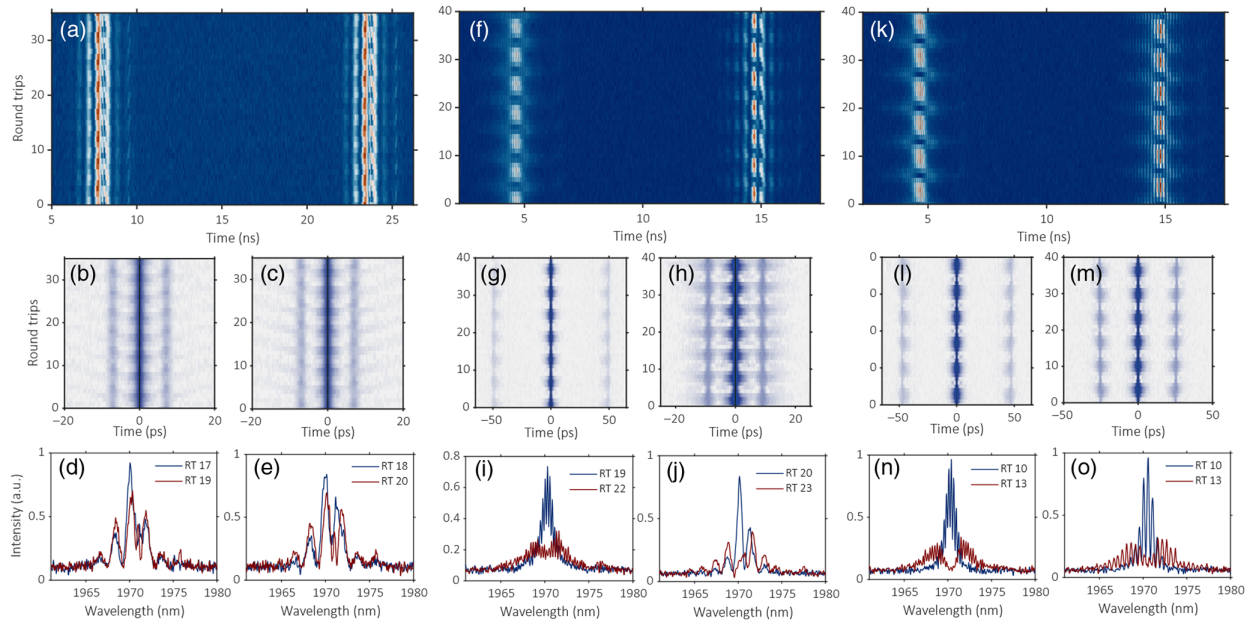 (a)
(f)
(k)
Round trips
30
20
10
0
5
10
15
20
25
Time (ns)
40
30
20
10
0
5
10
15
Time (ns)
40
30
20
10
0
5
10
15
Time (ns)
(b)
(c)
(g)
(h)
(l)
(m)
Round trips
30
20
10
0
−20
0
20
Time (ps)
30
20
10
0
−20
0
20
Time (ps)
40
30
20
10
0
−50
0
50
Time (ps)
40
30
20
10
0
−20
0
20
Time (ps)
0
0
0
0
0
−50
0
50
Time (ps)
40
30
20
10
0
−50
0
50
Time (ps)
(d)
RT 17
RT 19
Intensity (a.u.)
1
0.5
0
1965
1970
1975
1980
Wavelength (nm)
(e)
RT 18
RT 20
1
0.5
0
1965
1970
1975
1980
Wavelength (nm)
(i)
RT 19
RT 22
0.8
0.6
0.4
0.2
0
1965
1970
1975
1980
Wavelength (nm)
(j)
RT 20
RT 23
1
0.5
0
1965
1970
1975
1980
Wavelength (nm)
(n)
RT 10
RT 13
1
0.5
0
1965
1970
1975
1980
Wavelength (nm)
(o)
RT 10
RT 13
1
0.5
0
1965
1970
1975
1980
Wavelength (nm)